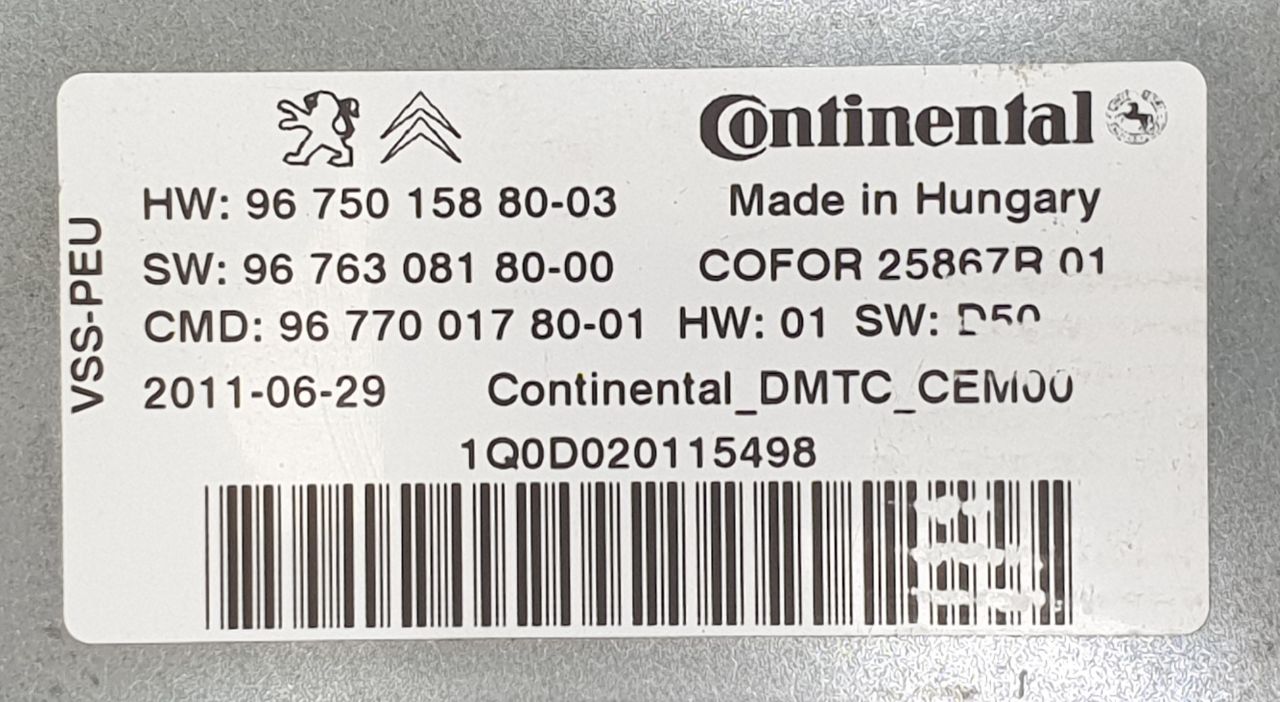 Continental
HW: 96 750 158 80-03
Made in Hungary
SW: 96 763 081 80-00
COFOR 25867R 01
CMD: 96 770 017 80-01 HW: 01 SW:
2011-06-29
Continental_DMTC_CEM00
1Q0D020115498
VSS-PEU